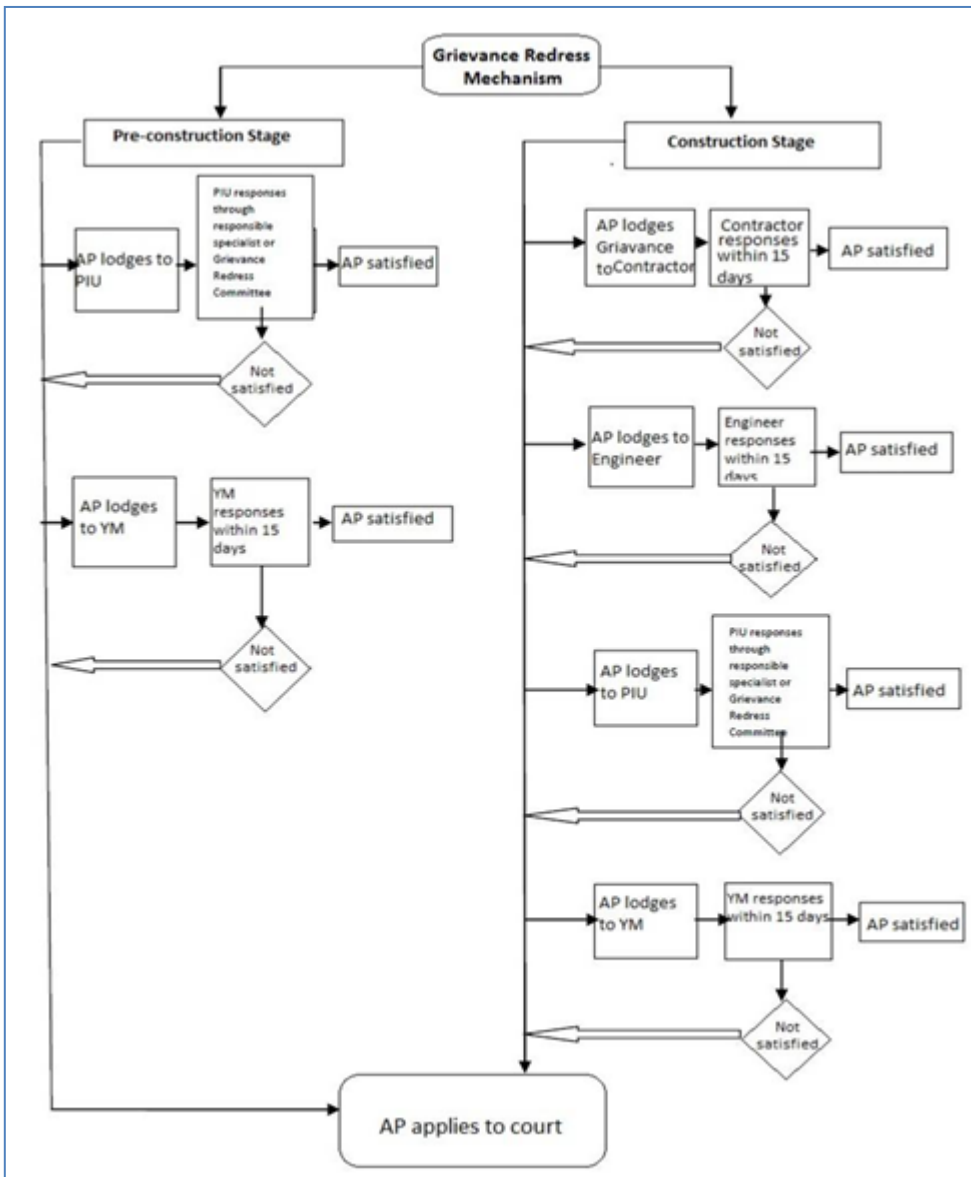 Grievance Redress
Mechanism
Pre-construction Stage
PIU responses
through
responsible
specialist or
Grievance
Redress
Committee
AP lodges to
PIU
AP satisfied
Not
satisfied
AP lodges
to YM
YM
responses
within 15
days
AP satisfied
Not
satisfied
Construction Stage
AP lodges
Griavance
toContractor
Contractor
responses
within 15
days
AP satisfied
Not
satisfied
AP lodges to
Engineer
Engineer
responses
within 15
days
AP satisfied
Not
satisfied
AP lodges
to PIU
PIU responses
through
responsible
specialist or
Grievance
Redress
Committee
AP satisfied
Not
satisfied
AP lodges
to YM
YM responses
within 15 days
AP satisfied
Not
satisfied
AP applies to court